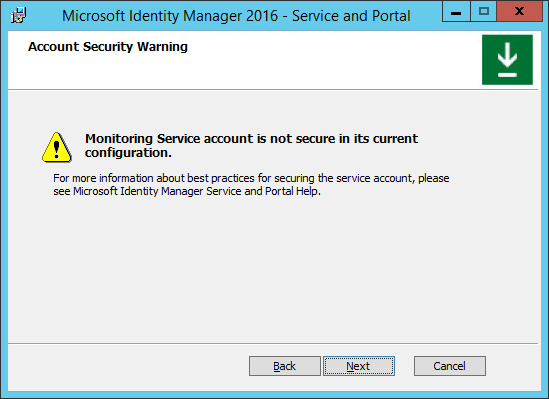 Microsoft Identity Manager 2016 - Service and Portal
Account Security Warning
Monitoring Service account is not secure in its current
configuration.
For more information about best practices for securing the service account, please
see Microsoft Identity Manager Service and Portal Help.
Back Next Cancel